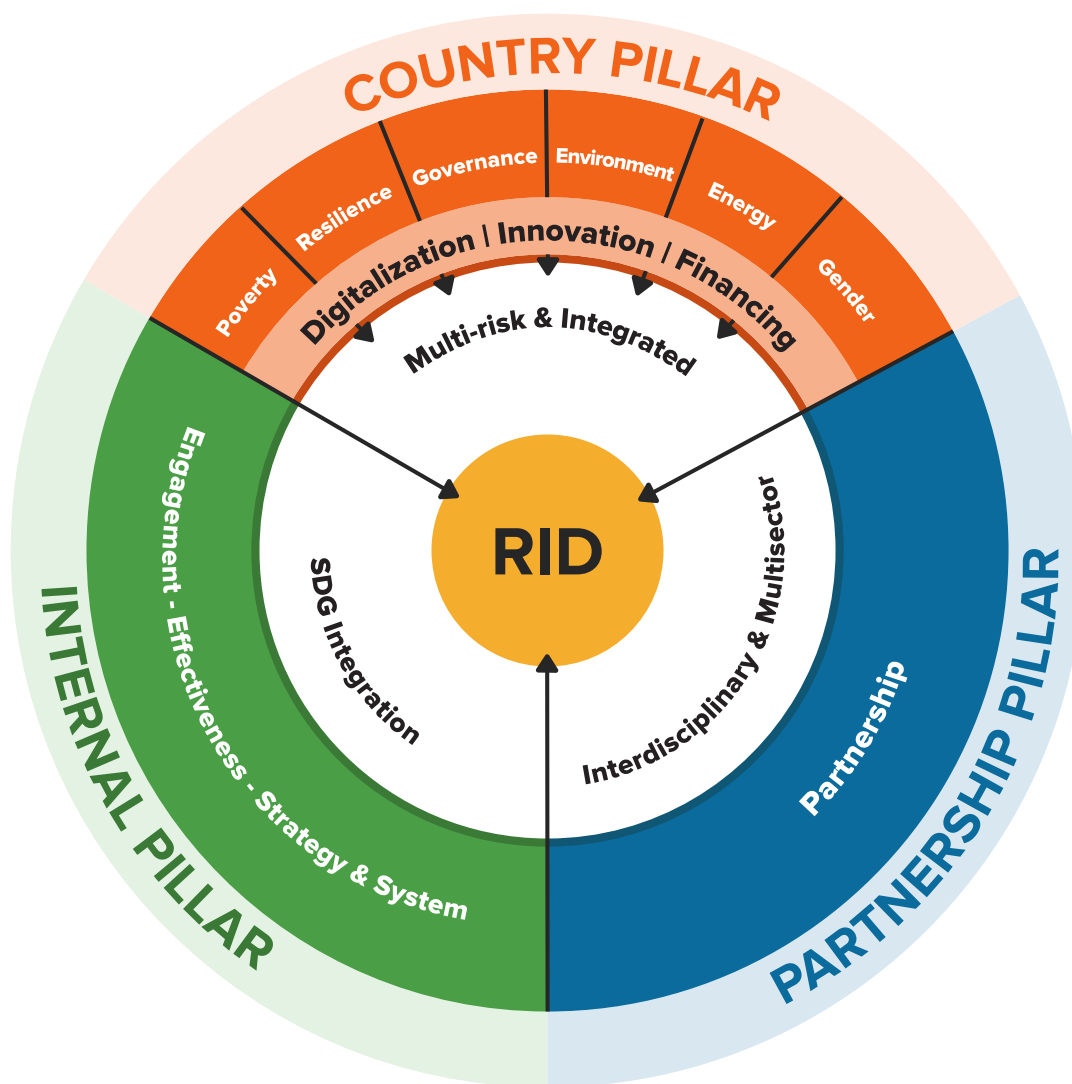 COUNTRY PILLAR
Poverty
Resilience
Governance
Environment
Energy
Gender
Digitalization | Innovation | Financing
Multi-risk & Integrated
RID
SDG Integration
Interdisciplinary & Multisector
Engagement - Effectiveness - Strategy & System
Partnership
INTERNAL PILLAR
PARTNERSHIP PILLAR